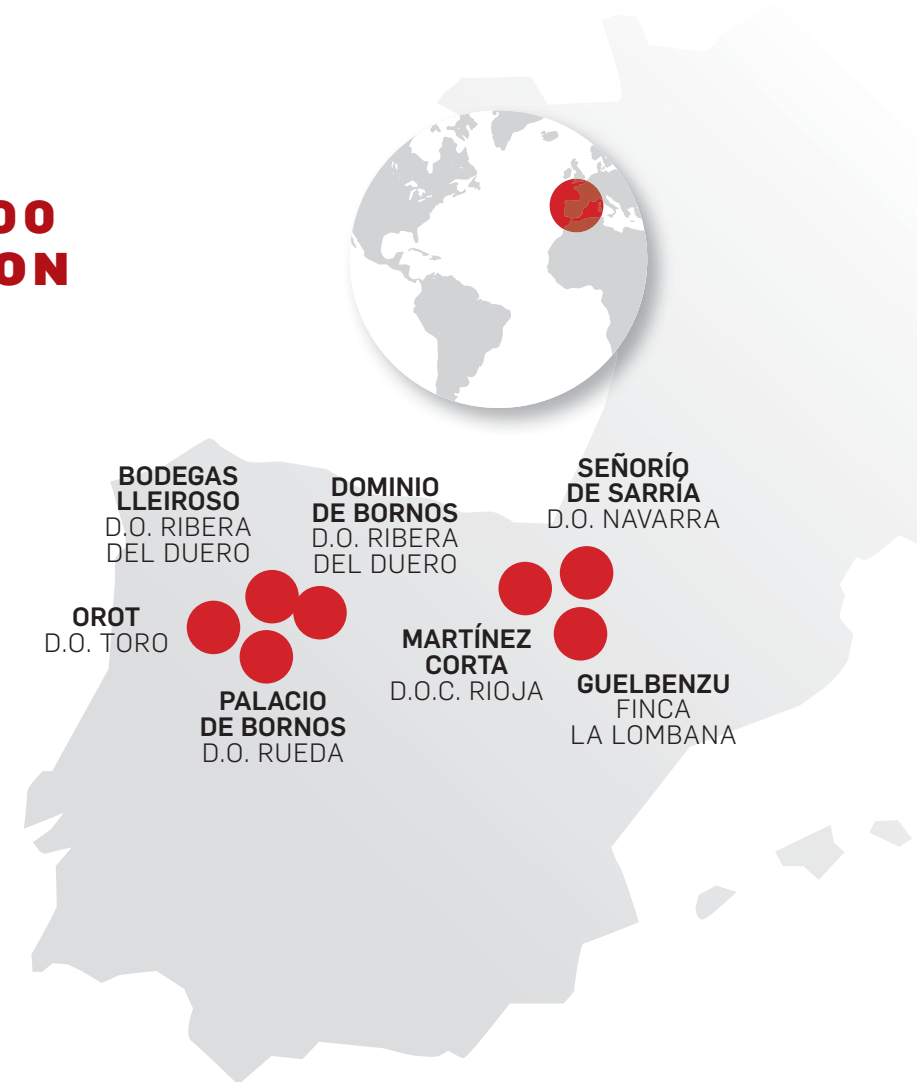 DO
ON
BODEGAS
LLEIROSO
D.O. RIBERA
DEL DUERO
DOMINIO
DE BORNOS
D.O. RIBERA
DEL DUERO
SEÑORÍO
DE SARRÍA
D.O. NAVARRA
OROT
D.O. TORO
MARTÍNEZ
CORTA
D.O.C. RIOJA
PALACIO
DE BORNOS
D.O. RUEDA
GUELBENZU
FINCA
LA LOMBANA